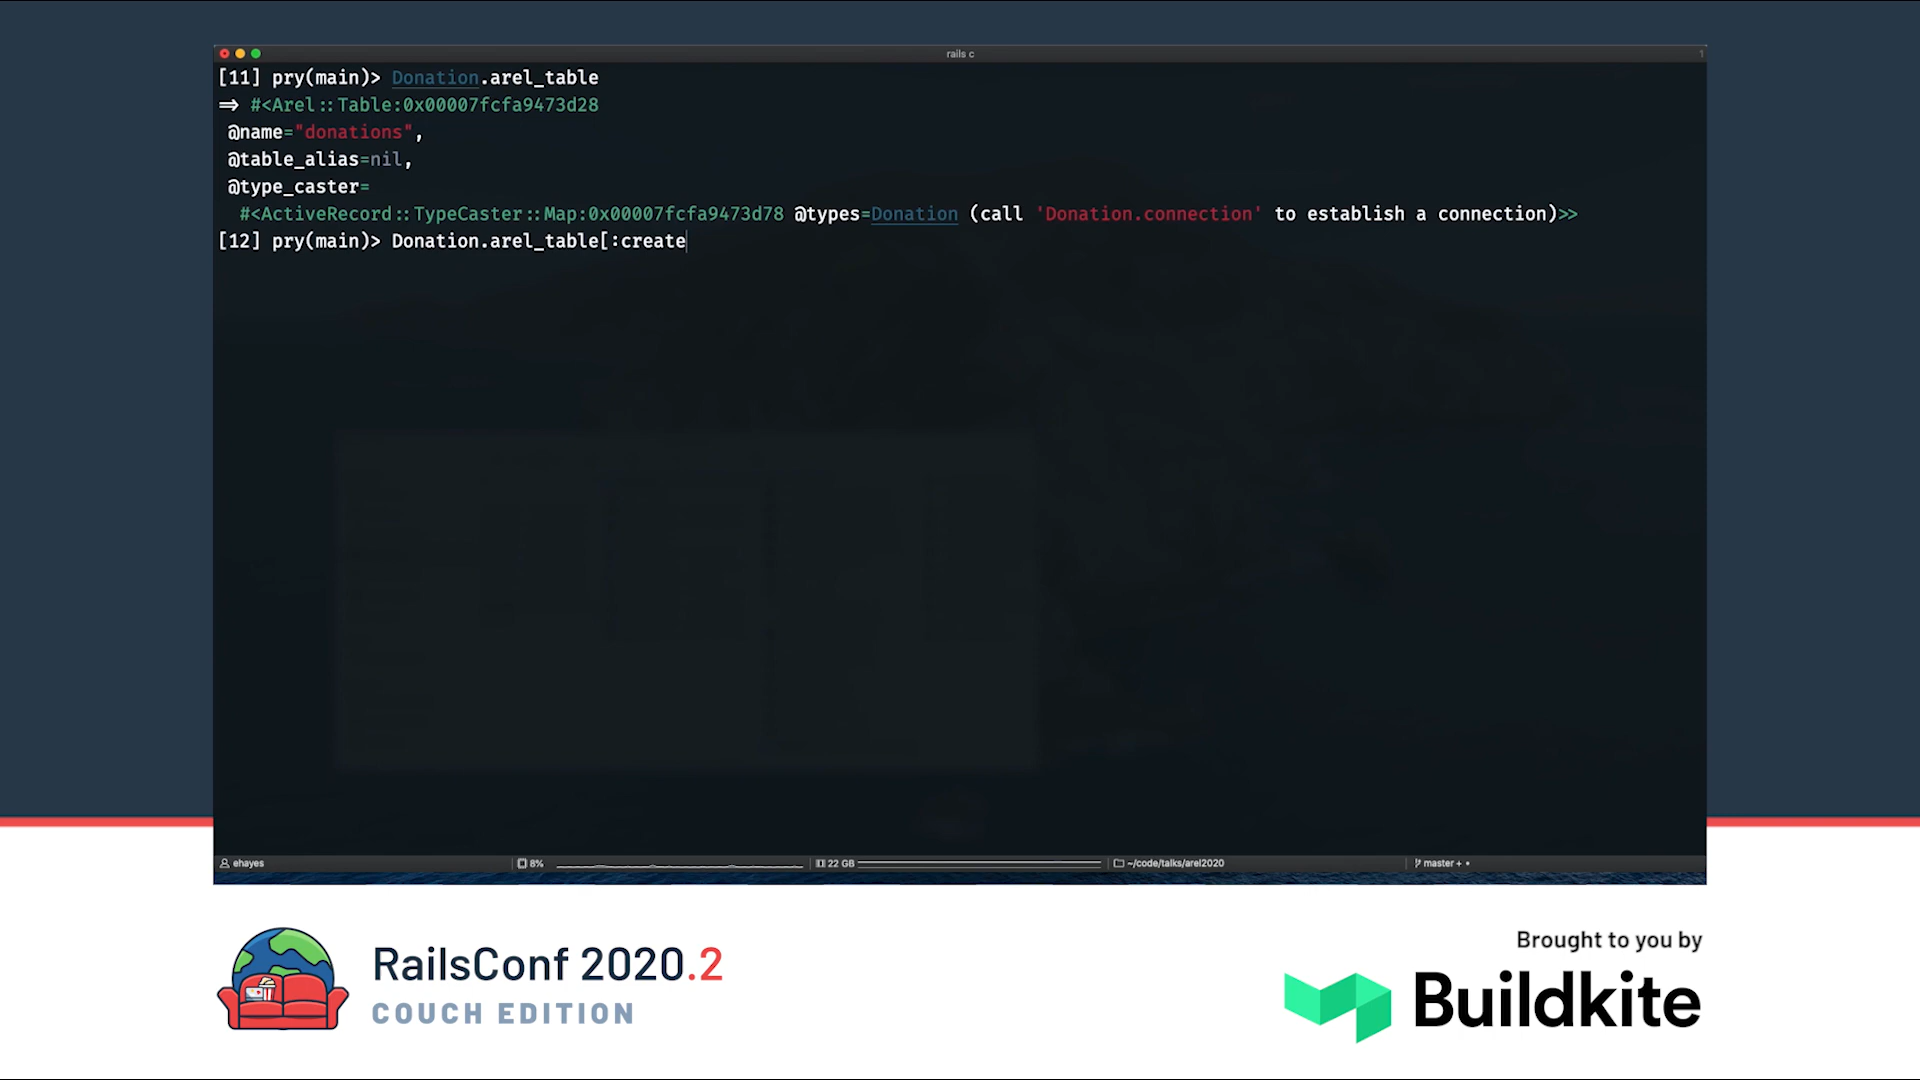 rails c
[11] pry(main)> Donation.arel_table
=> #<Arel::Table:0x00007fcfa9473d28
@name="donations",
@table_alias=nil,
@type_caster=
#<ActiveRecord::TypeCaster::Map:0x00007fcfa9473d78 @types=Donation (call 'Donation.connection' to establish a connection)>>
[12] pry(main)> Donation.arel_table[:create
ehayes 8% 22 GB ~/code/talks/arel2020 master + •
RailsConf 2020.2
COUCH EDITION
Brought to you by
Buildkite